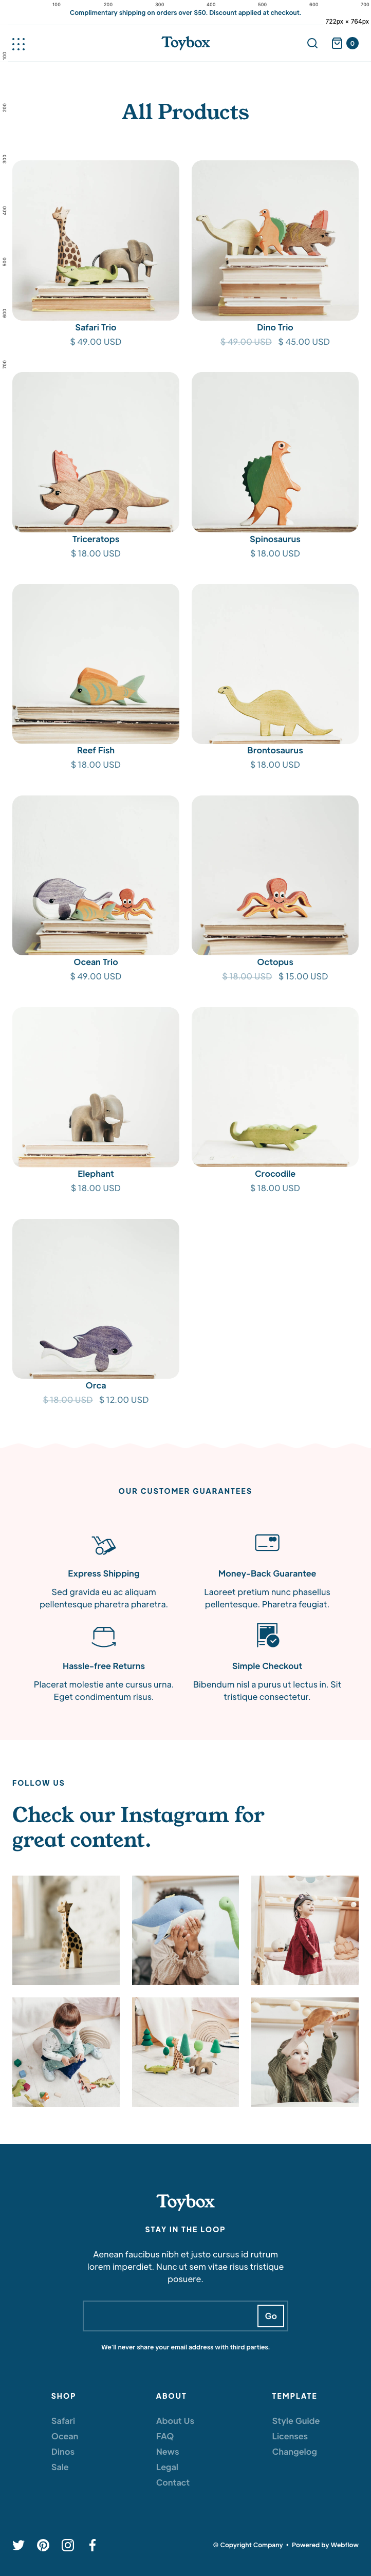 100 200 300 400 500 600 700
Complimentary shipping on orders over $50. Discount applied at checkout.
722px × 764px
Toybox
0
100
200
300
400
500
600
700
All Products
Safari Trio
$ 49.00 USD
Dino Trio
$ 49.00 USD $ 45.00 USD
Triceratops
$ 18.00 USD
Spinosaurus
$ 18.00 USD
Reef Fish
$ 18.00 USD
Brontosaurus
$ 18.00 USD
Ocean Trio
$ 49.00 USD
Octopus
$ 18.00 USD $ 15.00 USD
Elephant
$ 18.00 USD
Crocodile
$ 18.00 USD
Orca
$ 18.00 USD $ 12.00 USD
OUR CUSTOMER GUARANTEES
Express Shipping
Sed gravida eu ac aliquam
pellentesque pharetra pharetra.
Money-Back Guarantee
Laoreet pretium nunc phasellus
pellentesque. Pharetra feugiat.
Hassle-free Returns
Placerat molestie ante cursus urna.
Eget condimentum risus.
Simple Checkout
Bibendum nisl a purus ut lectus in. Sit
tristique consectetur.
FOLLOW US
Check our Instagram for
great content.
Toybox
STAY IN THE LOOP
Aenean faucibus nibh et justo cursus id rutrum
lorem imperdiet. Nunc ut sem vitae risus tristique
posuere.
Go
We'll never share your email address with third parties.
SHOP
Safari
Ocean
Dinos
Sale
ABOUT
About Us
FAQ
News
Legal
Contact
TEMPLATE
Style Guide
Licenses
Changelog
© Copyright Company • Powered by Webflow